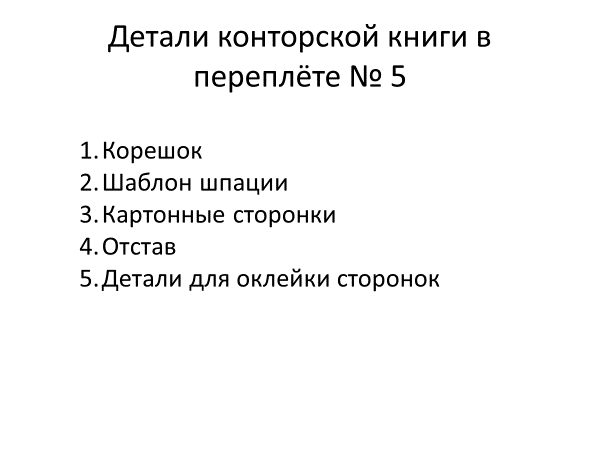 Детали конторской книги в
переплёте № 5
1. Корешок
2. Шаблон шпации
3. Картонные сторонки
4. Отстав
5. Детали для оклейки сторонок